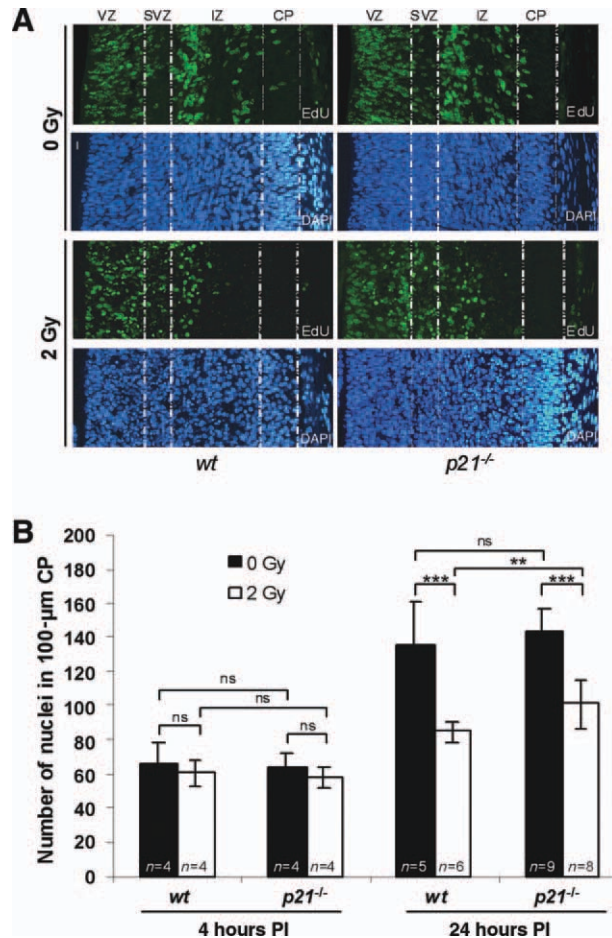 A
VZ SVZ IZ CP VZ SVZ IZ CP
0 Gy
EdU EdU
DAPI DAPI
2 Gy
EdU EdU
DAPI DAPI
wt p21-/-
B
Number of nuclei in 100-µm CP
200
180
160
140
120
100
80
60
40
20
0
0 Gy
2 Gy
ns
ns
ns
ns
ns
**
*** ***
n=4 n=4 n=4 n=4 n=5 n=6 n=9 n=8
wt p21-/- wt p21-/-
4 hours PI 24 hours PI